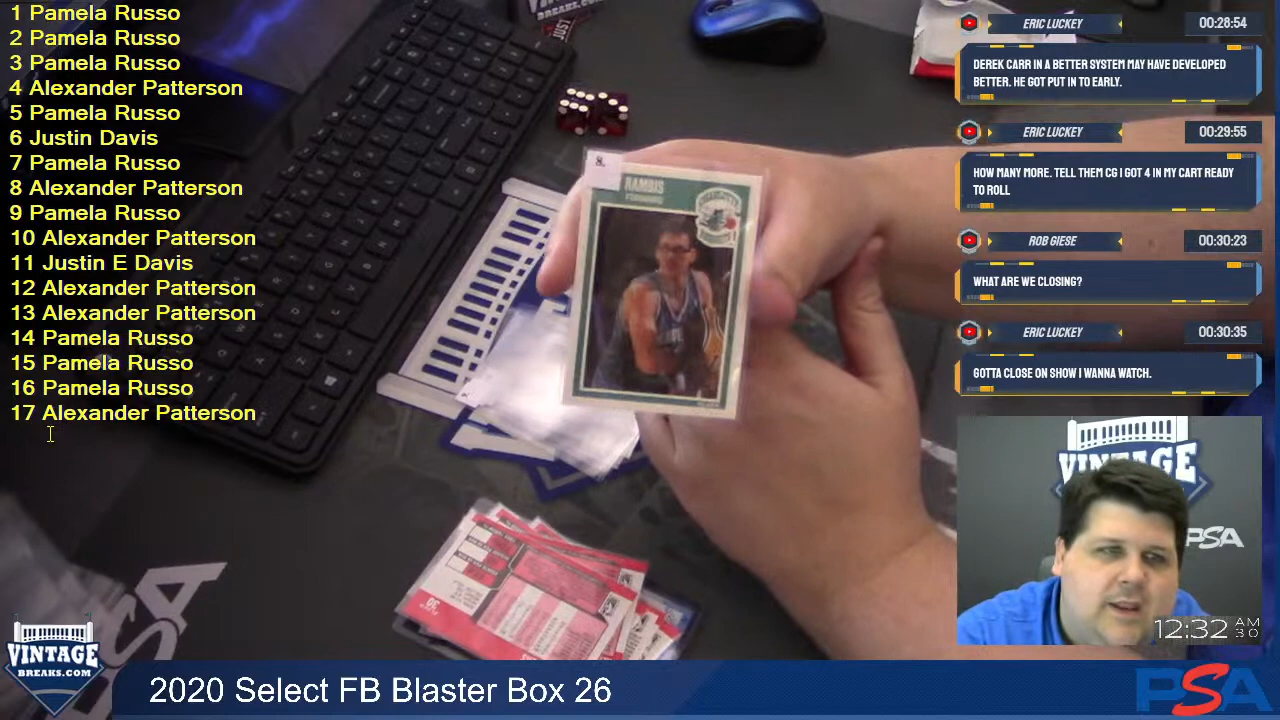 1 Pamela Russo
2 Pamela Russo
3 Pamela Russo
4 Alexander Patterson
5 Pamela Russo
6 Justin Davis
7 Pamela Russo
8 Alexander Patterson
9 Pamela Russo
10 Alexander Patterson
11 Justin E Davis
12 Alexander Patterson
13 Alexander Patterson
14 Pamela Russo
15 Pamela Russo
16 Pamela Russo
17 Alexander Patterson
RAMBIS
FORWARD
ERIC LUCKEY
00:28:54
DEREK CARR IN A BETTER SYSTEM MAY HAVE DEVELOPED
BETTER. HE GOT PUT IN TO EARLY.
ERIC LUCKEY
00:29:55
HOW MANY MORE. TELL THEM CG I GOT 4 IN MY CART READY
TO ROLL
ROB GIESE
00:30:23
WHAT ARE WE CLOSING?
ERIC LUCKEY
00:30:35
GOTTA CLOSE ON SHOW I WANNA WATCH.
VINTAGE
PSA
12:32 AM
30
VINTAGE
BREAKS.COM
2020 Select FB Blaster Box 26
PSA